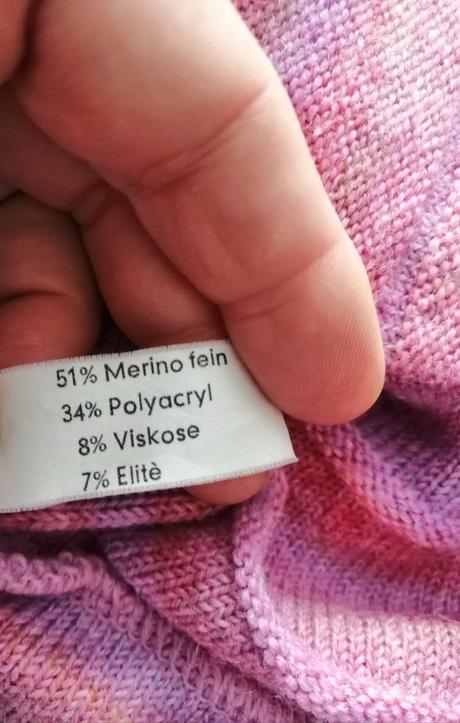 51% Merino fein
34% Polyacryl
8% Viskose
7% Elitè